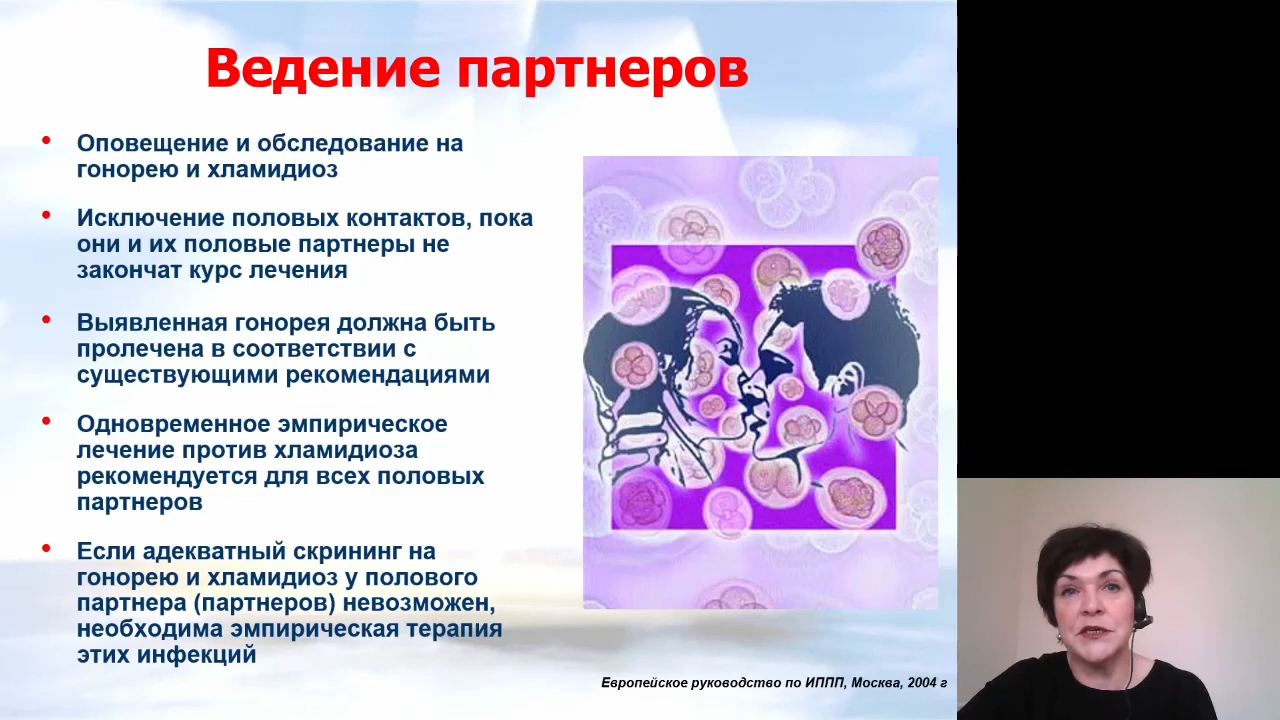 Ведение партнеров
• Оповещение и обследование на
гонорею и хламидиоз
• Исключение половых контактов, пока
они и их половые партнеры не
закончат курс лечения
• Выявленная гонорея должна быть
пролечена в соответствии с
существующими рекомендациями
• Одновременное эмпирическое
лечение против хламидиоза
рекомендуется для всех половых
партнеров
• Если адекватный скрининг на
гонорею и хламидиоз у полового
партнера (партнеров) невозможен,
необходима эмпирическая терапия
этих инфекций
Европейское руководство по ИППП, Москва, 2004 г